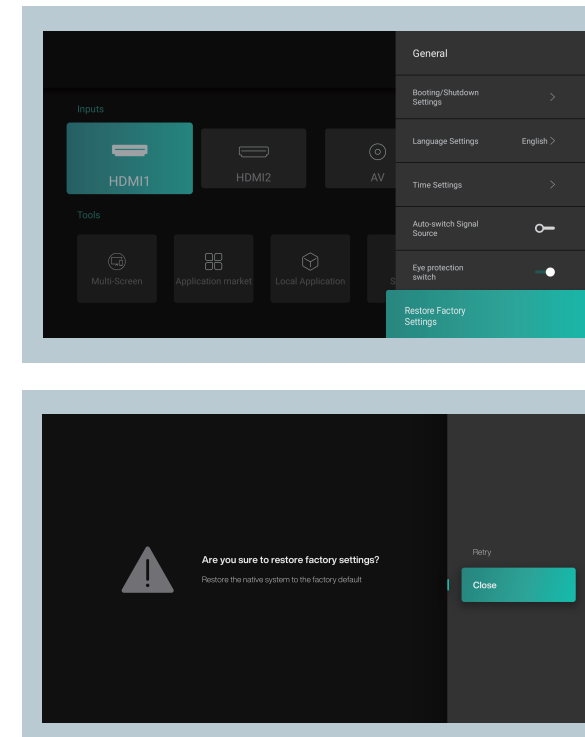 General
Booting/Shutdown
Settings
Inputs
Language Settings
English
HDMI1
HDMI2
AV
Time Settings
Tools
Auto-switch Signal
Source
Multi-Screen
Application market
Local Application
S
Eye protection
switch
Restore Factory
Settings
Are you sure to restore factory settings?
Restore the native system to the factory default
Retry
Close